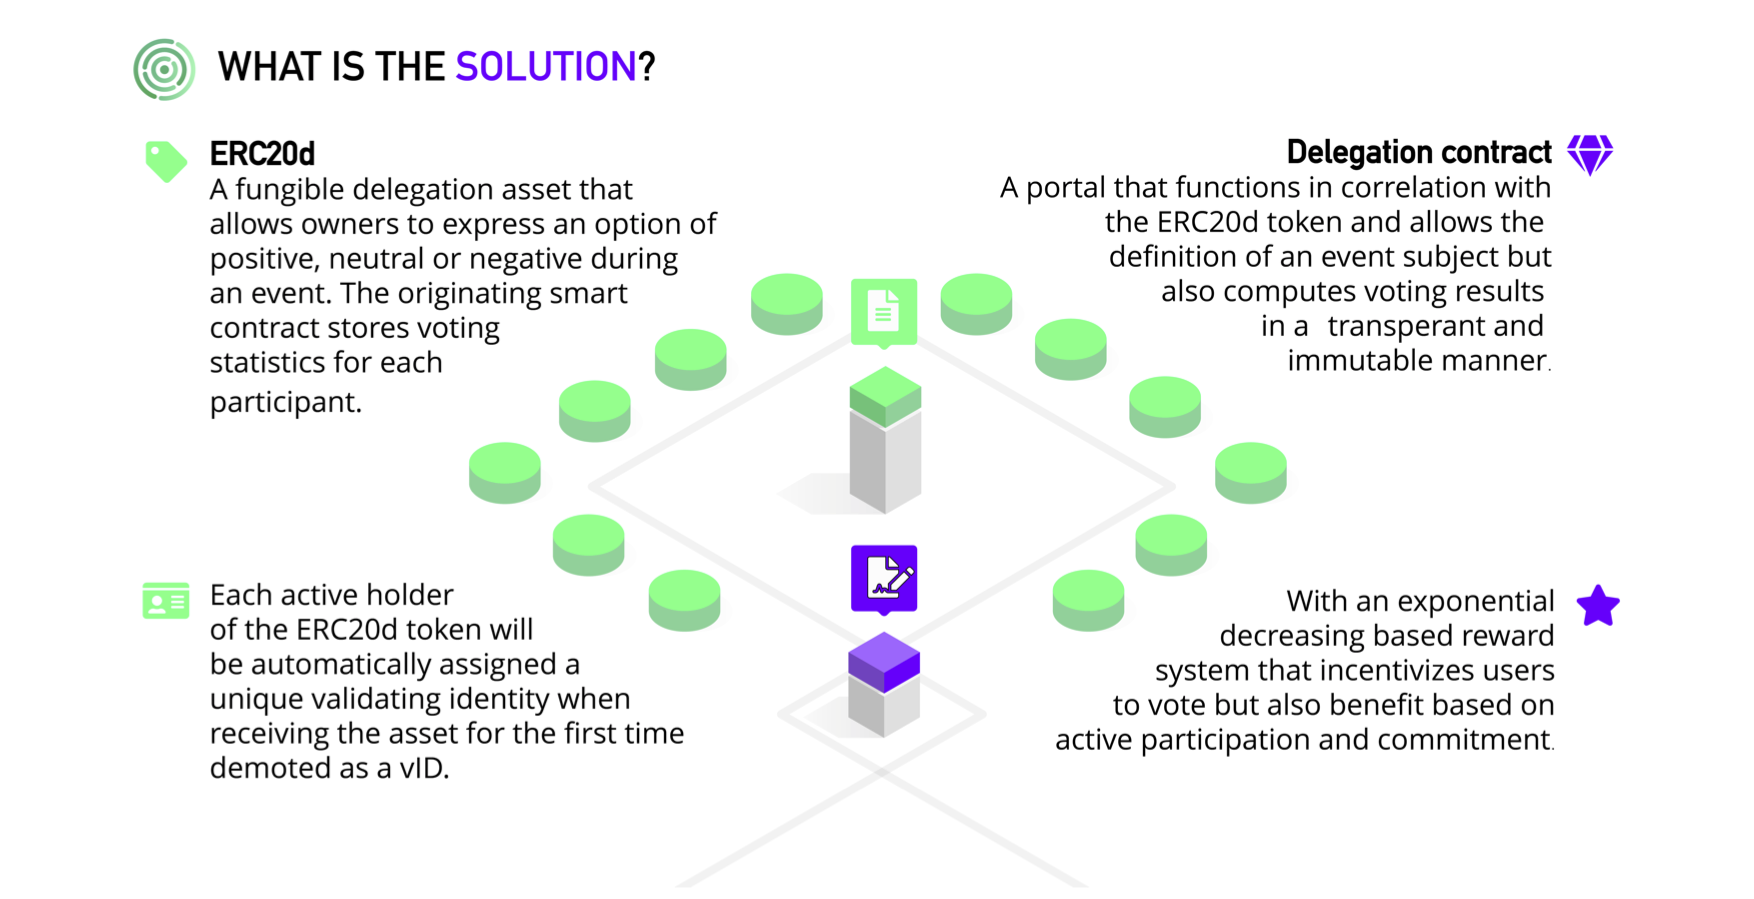 WHAT IS THE SOLUTION?
ERC20d
A fungible delegation asset that
allows owners to express an option of
positive, neutral or negative during
an event. The originating smart
contract stores voting
statistics for each
participant.
Delegation contract
A portal that functions in correlation with
the ERC20d token and allows the
definition of an event subject but
also computes voting results
in a transperant and
immutable manner.
Each active holder
of the ERC20d token will
be automatically assigned a
unique validating identity when
receiving the asset for the first time
demoted as a vID.
With an exponential
decreasing based reward
system that incentivizes users
to vote but also benefit based on
active participation and commitment.